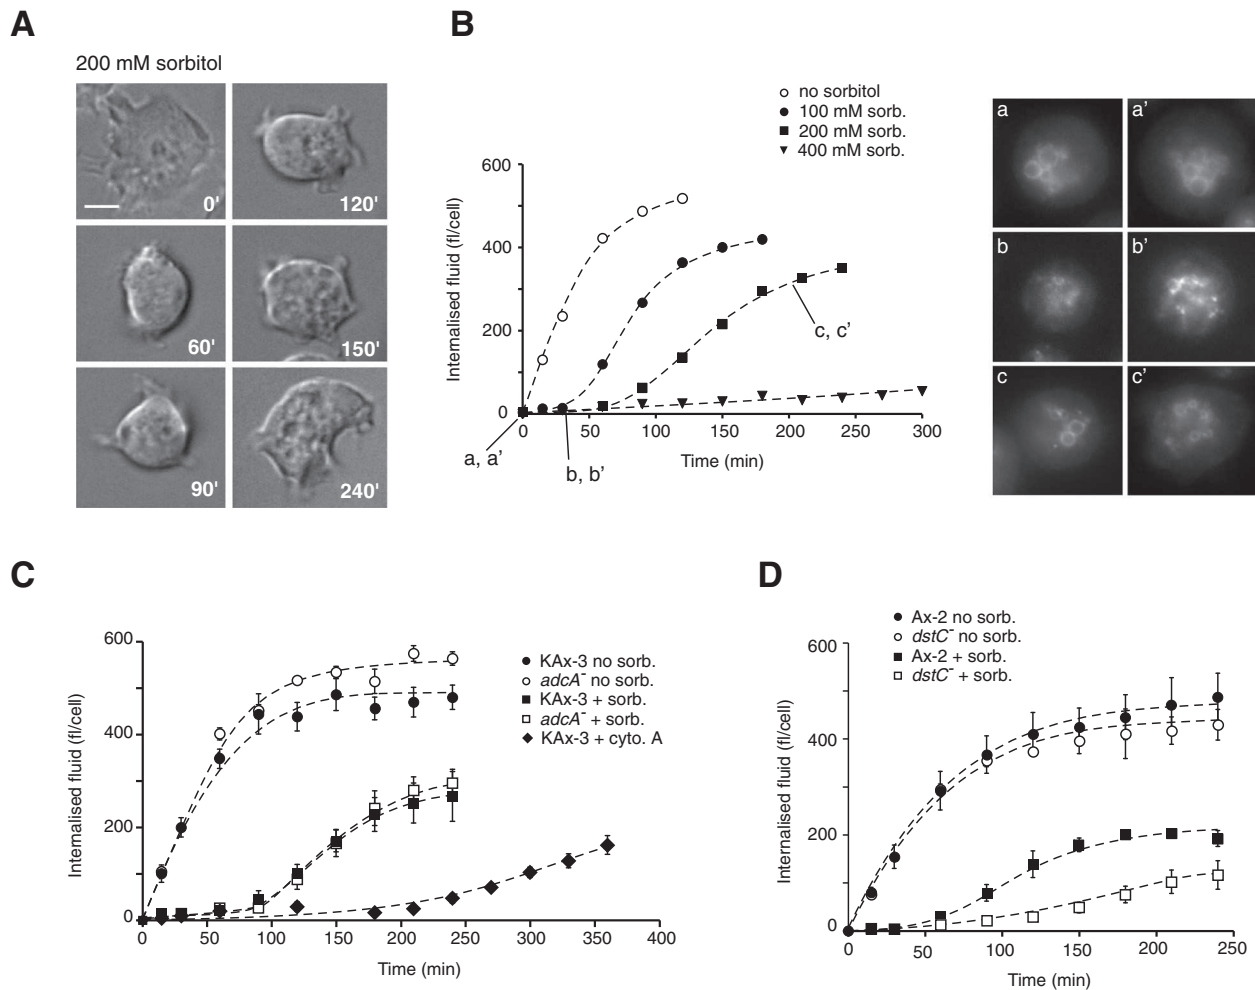 A
200 mM sorbitol
0'
120'
60'
150'
90'
240'
B
no sorbitol
100 mM sorb.
200 mM sorb.
400 mM sorb.
600
400
200
0
Internalised fluid (fl/cell)
0 50 100 150 200 250 300
Time (min)
a, a’
b, b’
c, c’
a
a’
b
b’
c
c’
C
600
400
200
0
Internalised fluid (fl/cell)
0 50 100 150 200 250 300 350 400
Time (min)
KAx-3 no sorb.
adcA- no sorb.
KAx-3 + sorb.
adcA- + sorb.
KAx-3 + cyto. A
D
Ax-2 no sorb.
dstC- no sorb.
Ax-2 + sorb.
dstC- + sorb.
600
400
200
0
Internalised fluid (fl/cell)
0 50 100 150 200 250
Time (min)